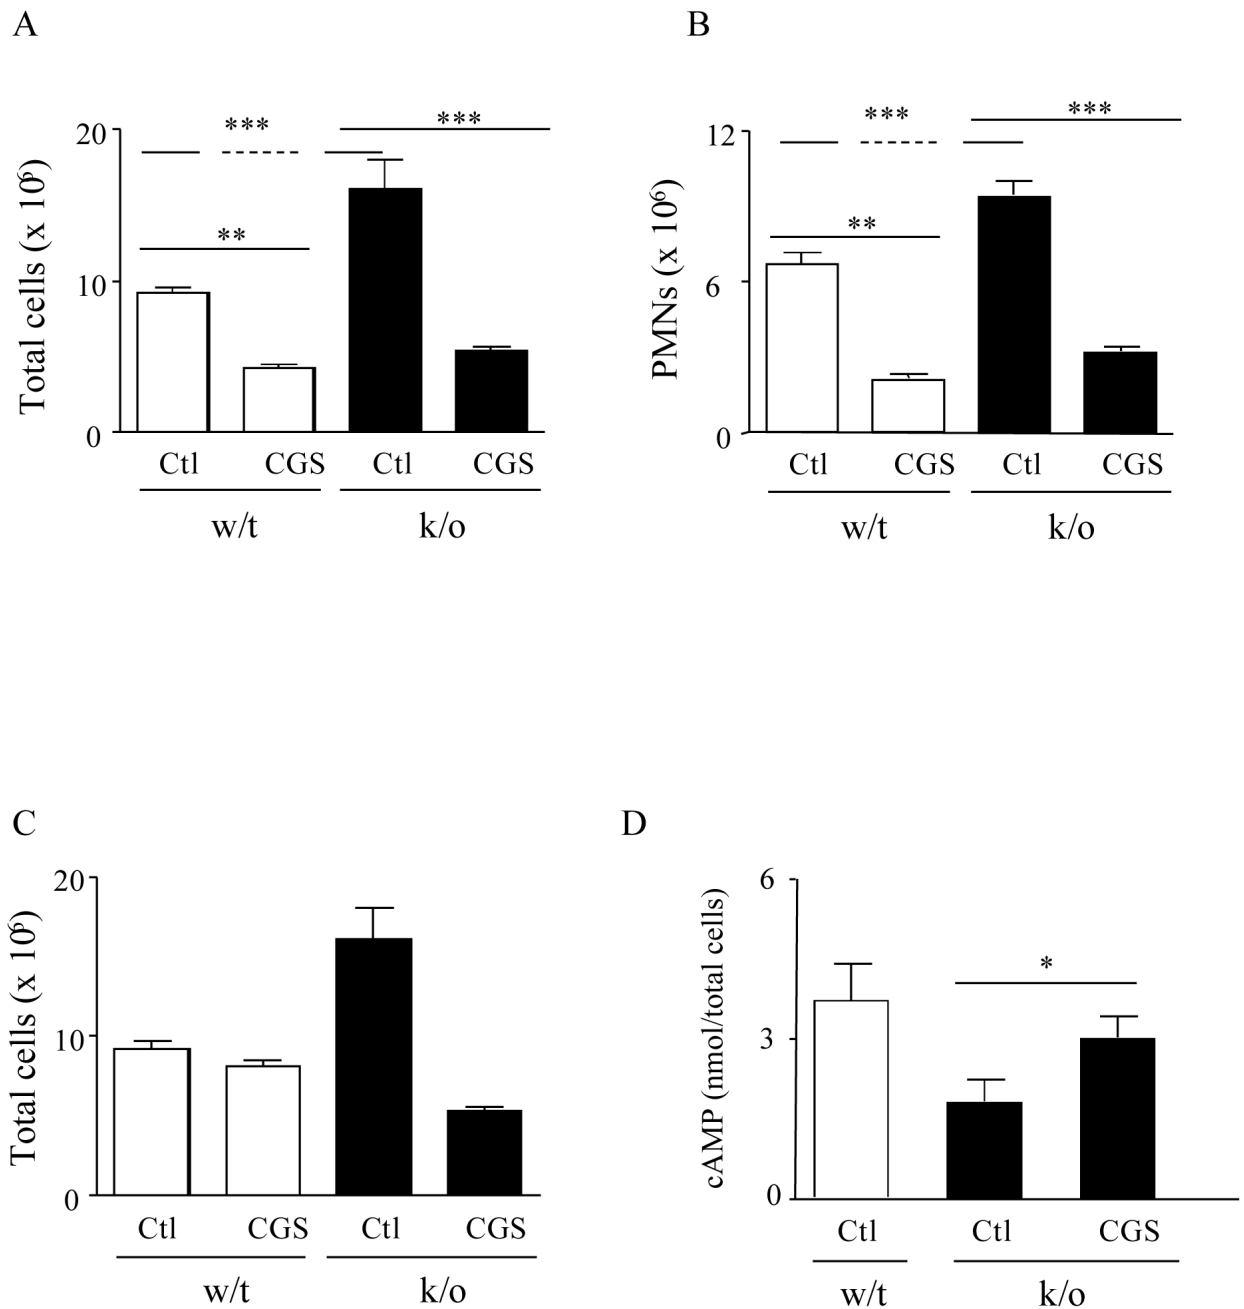 A
B
***
***
***
***
20
12
**
**
Total cells (x 10⁶)
PMNs (x 10⁶)
10
6
0
0
Ctl CGS Ctl CGS
Ctl CGS Ctl CGS
w/t k/o
w/t k/o
C
D
20
6
*
Total cells (x 10⁶)
cAMP (nmol/total cells)
10
3
0
0
Ctl CGS Ctl CGS
Ctl Ctl CGS
w/t k/o
w/t k/o